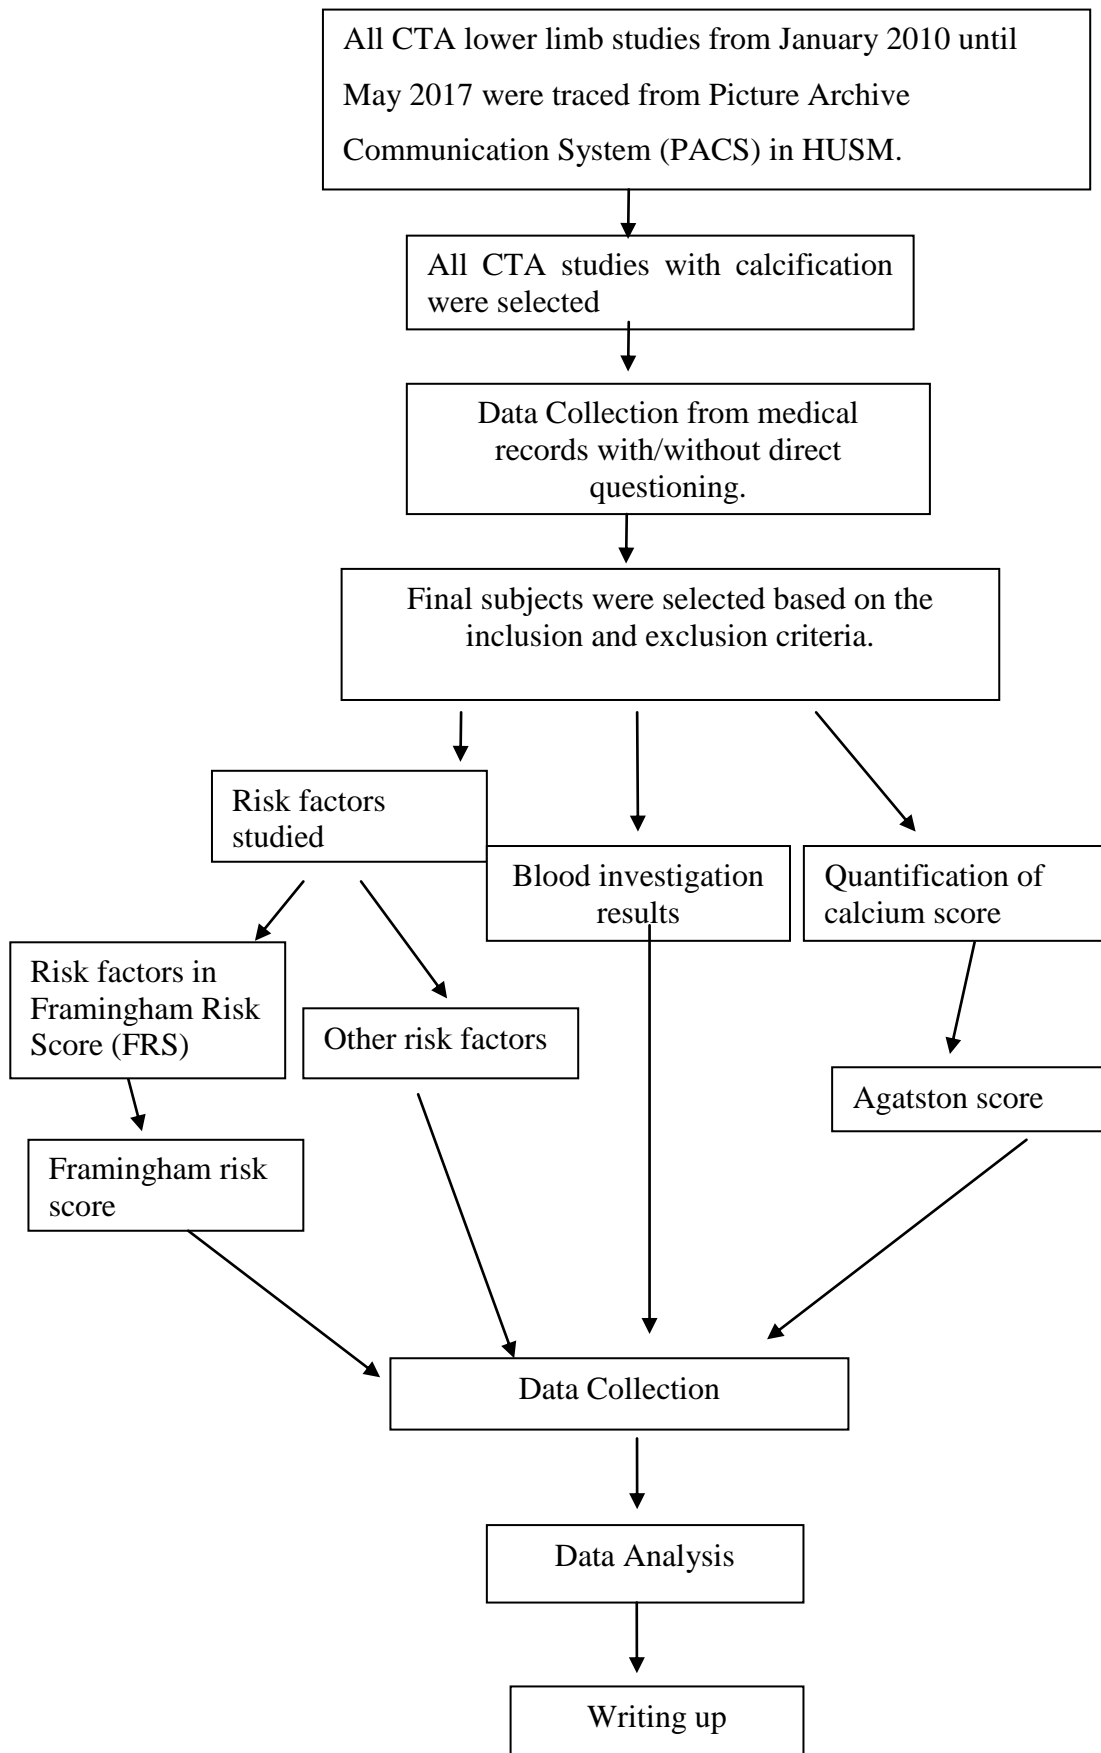 All CTA lower limb studies from January 2010 until
May 2017 were traced from Picture Archive
Communication System (PACS) in HUSM.
All CTA studies with calcification
were selected
Data Collection from medical
records with/without direct
questioning.
Final subjects were selected based on the
inclusion and exclusion criteria.
Risk factors
studied
Blood investigation
results
Quantification of
calcium score
Risk factors in
Framingham Risk
Score (FRS)
Other risk factors
Agatston score
Framingham risk
score
Data Collection
Data Analysis
Writing up